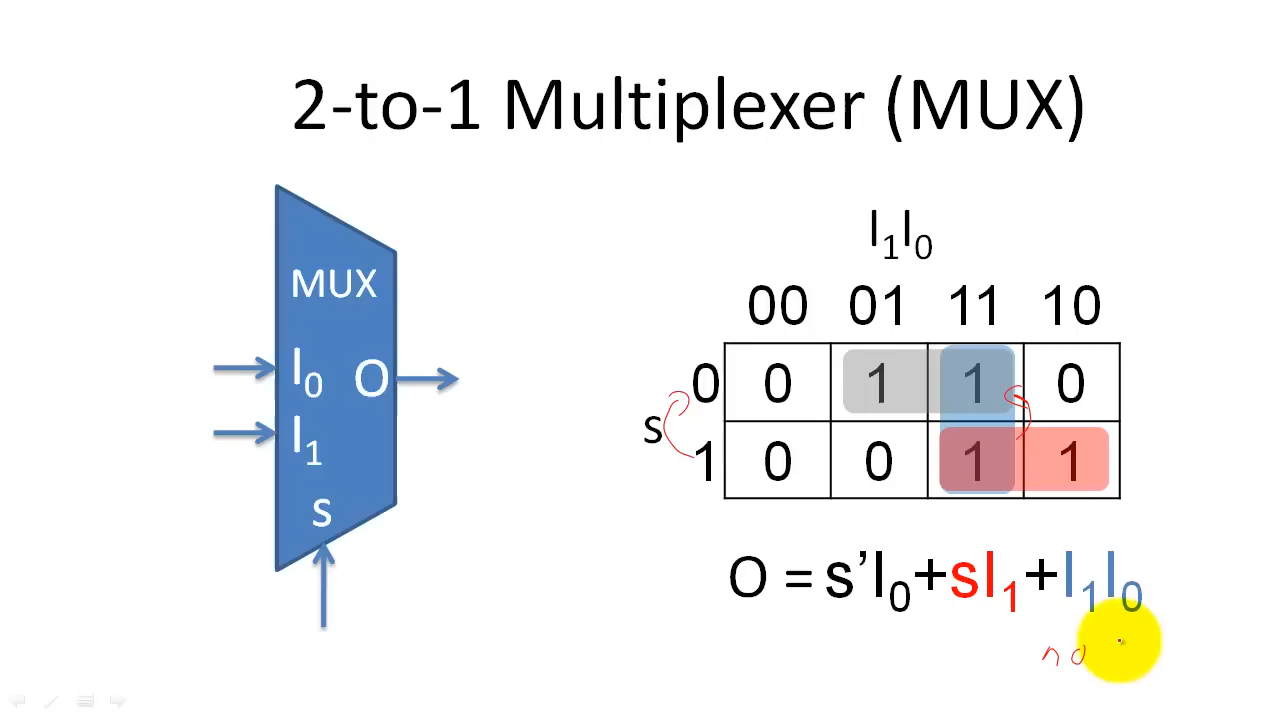 2-to-1 Multiplexer (MUX)
MUX
I₀ O
I₁
s
I₁I₀
00 01 11 10
0 0 1 1 0
s
1 0 0 1 1
O = s’I₀+sI₁+I₁I₀
no